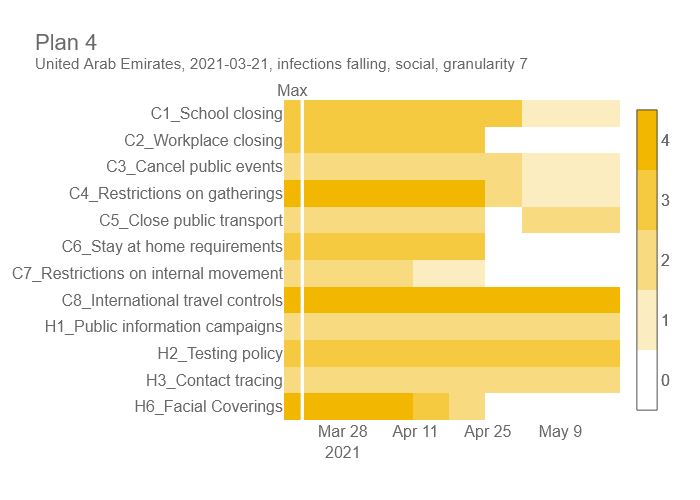 Plan 4
United Arab Emirates, 2021-03-21, infections falling, social, granularity 7
Max
C1_School closing
C2_Workplace closing
C3_Cancel public events
C4_Restrictions on gatherings
C5_Close public transport
C6_Stay at home requirements
C7_Restrictions on internal movement
C8_International travel controls
H1_Public information campaigns
H2_Testing policy
H3_Contact tracing
H6_Facial Coverings
Mar 28
2021
Apr 11
Apr 25
May 9
4
3
2
1
0